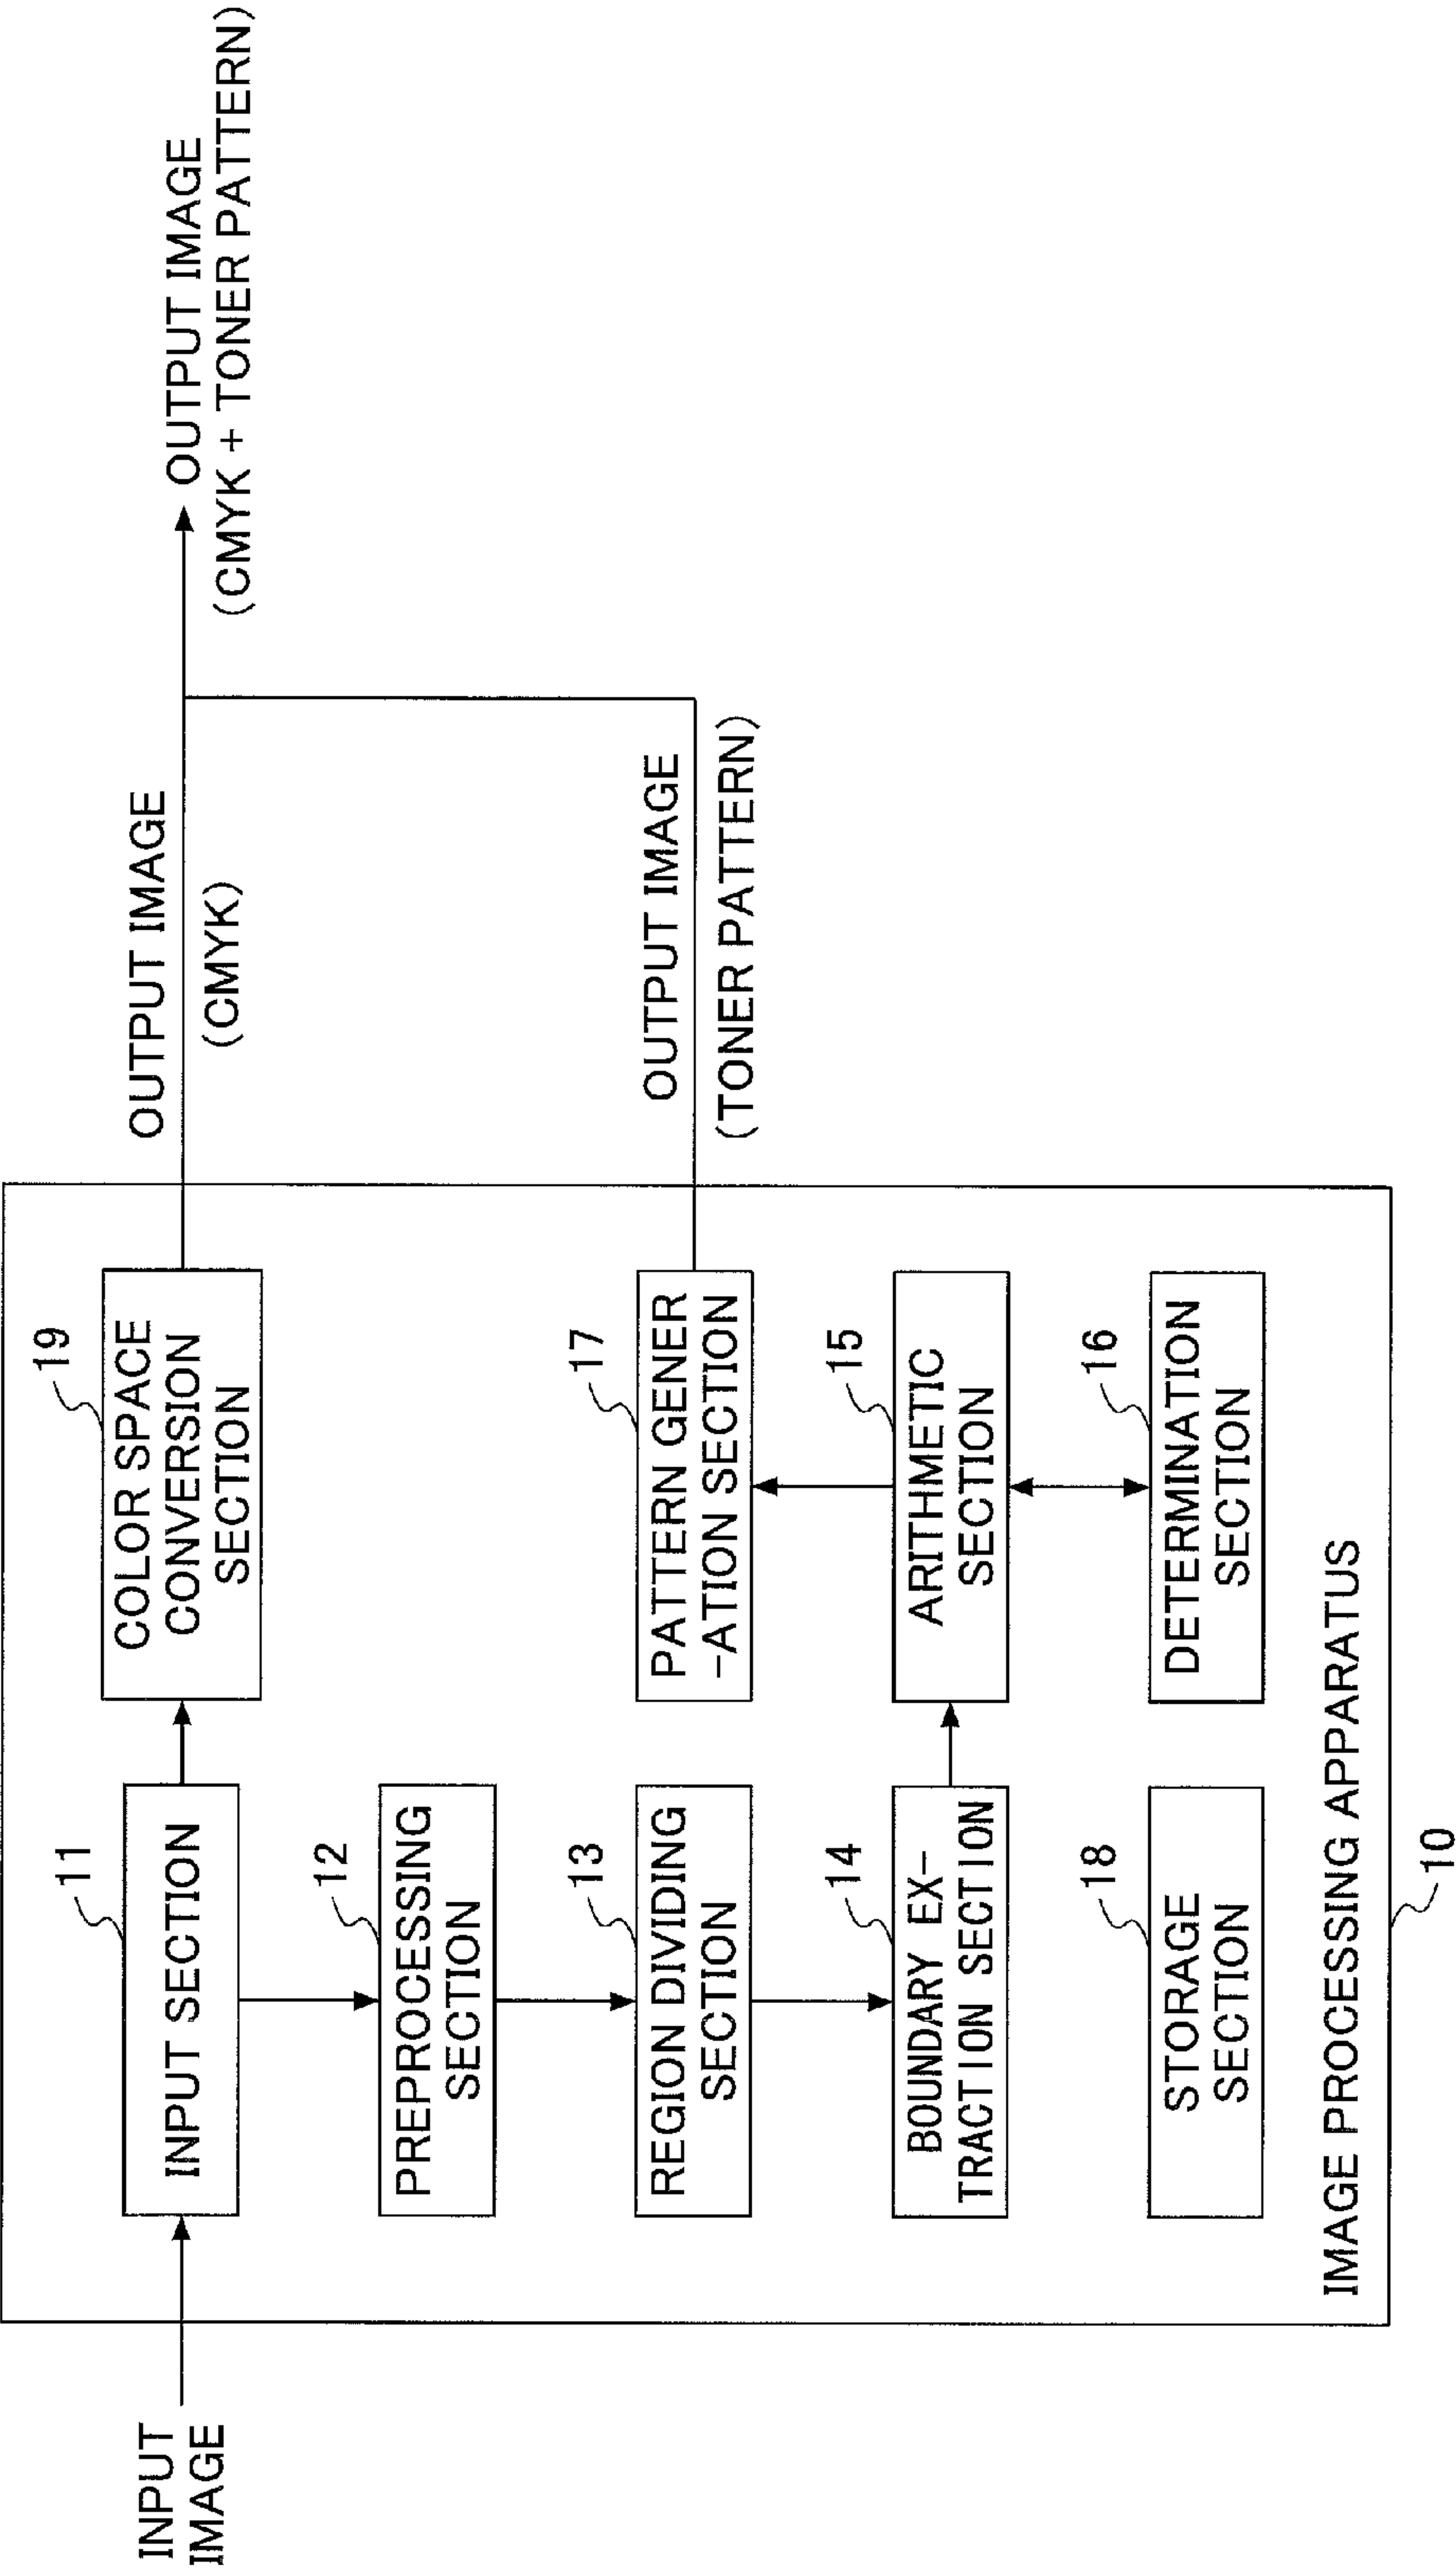 INPUT
IMAGE
11
INPUT SECTION
19
COLOR SPACE
CONVERSION
SECTION
OUTPUT IMAGE
(CMYK)
OUTPUT IMAGE
(CMYK + TONER PATTERN)
12
PREPROCESSING
SECTION
13
REGION DIVIDING
SECTION
17
PATTERN GENER
-ATION SECTION
OUTPUT IMAGE
(TONER PATTERN)
14
BOUNDARY EX-
TRACTION SECTION
15
ARITHMETIC
SECTION
18
STORAGE
SECTION
16
DETERMINATION
SECTION
IMAGE PROCESSING APPARATUS
10